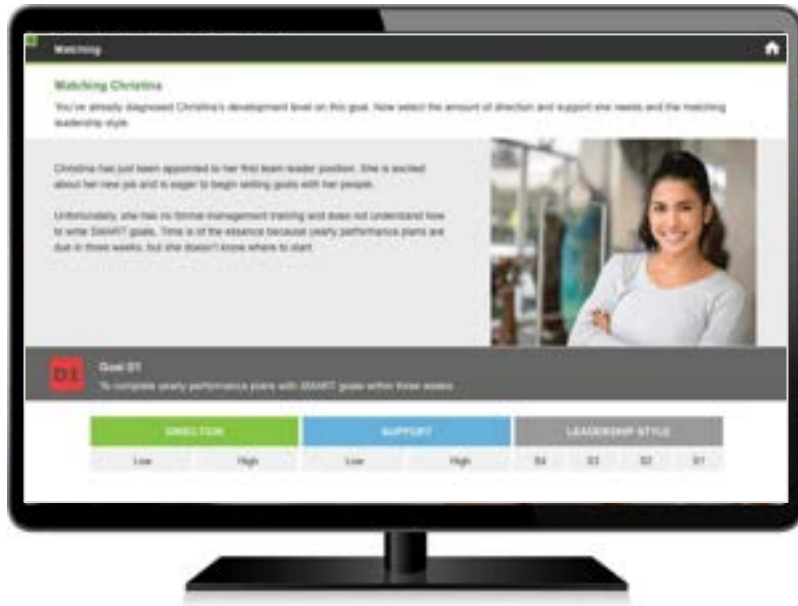 Matching
Matching Christina
You've already diagnosed Christina's development level on this goal. Now select the amount of direction and support she needs and the matching
leadership style.
Christina has just been appointed to her first team leader position. She is excited
about her new job and is eager to begin setting goals with her people.
Unfortunately, she has no formal management training and does not understand how
to write SMART goals. Time is of the essence because yearly performance plans are
due in three weeks, but she doesn't know where to start.
D1
Goal D1
To complete yearly performance plans with SMART goals within three weeks
DIRECTION SUPPORT LEADERSHIP STYLE
Low High Low High S4 S3 S2 S1